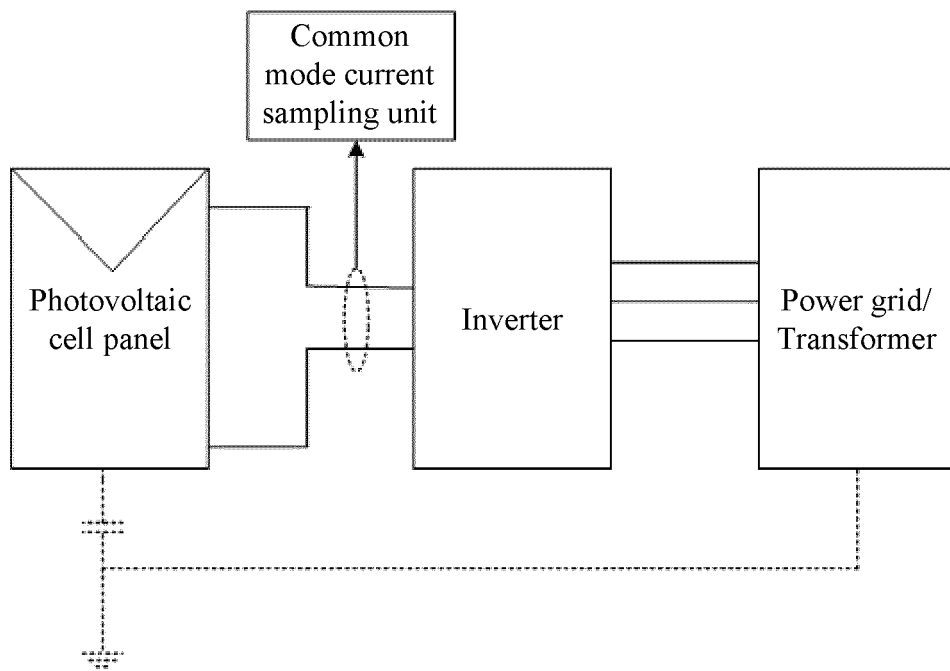 Common
mode current
sampling unit
Photovoltaic
cell panel
Inverter
Power grid/
Transformer